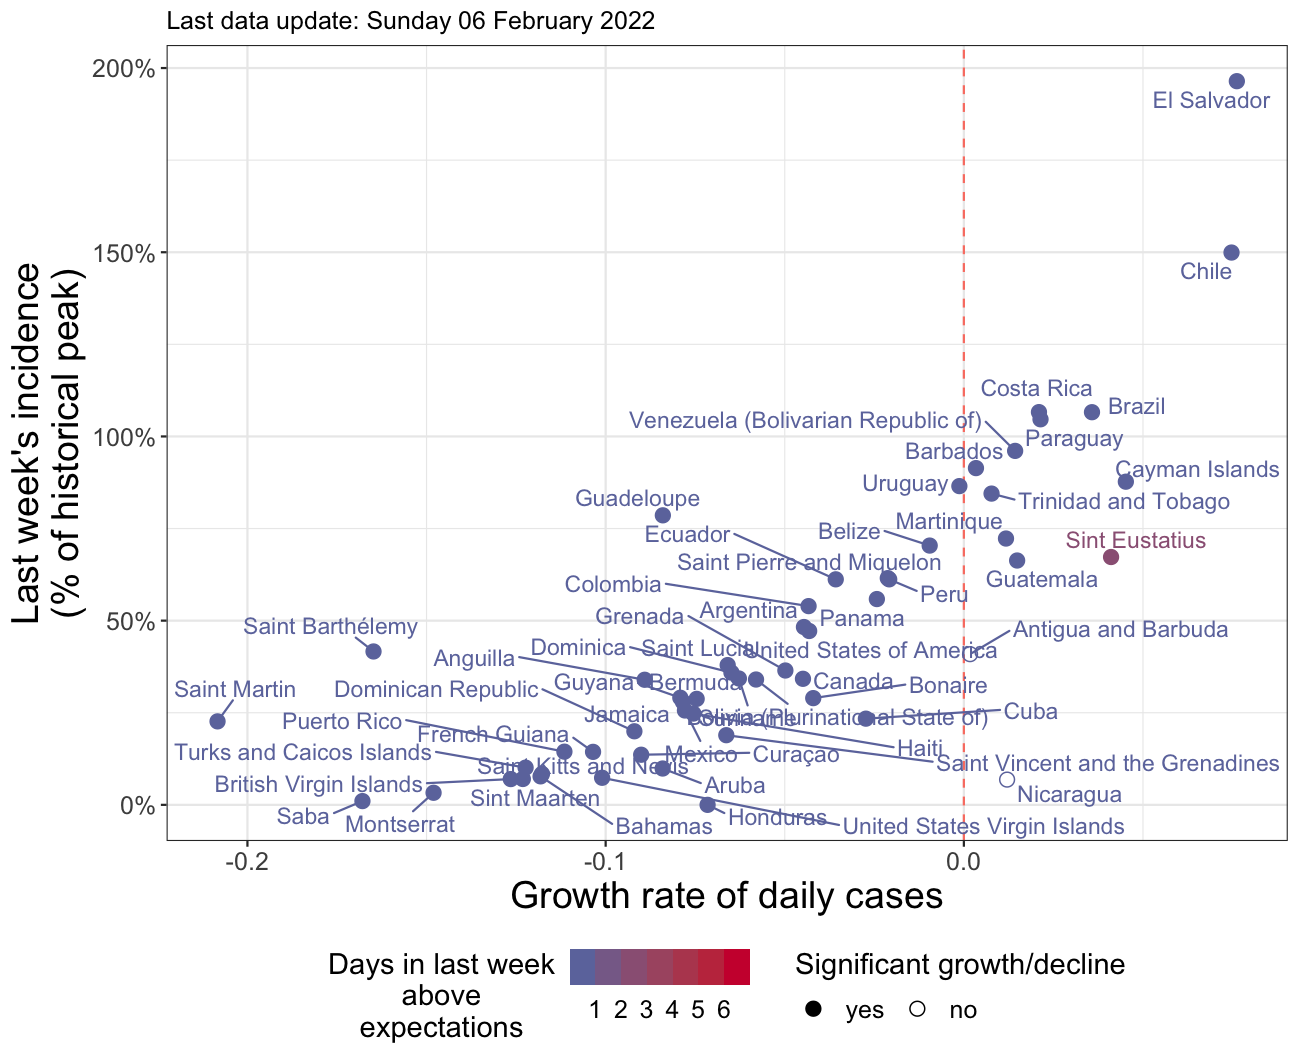 Last data update: Sunday 06 February 2022
200%
El Salvador
150%
Chile
Last week's incidence
(% of historical peak)
Costa Rica
Brazil
Venezuela (Bolivarian Republic of)
100%
Paraguay
Barbados
Cayman Islands
Uruguay
Guadeloupe
Trinidad and Tobago
Martinique
Ecuador
Belize
Sint Eustatius
Saint Pierre and Miquelon
Colombia
Guatemala
Peru
Argentina
Grenada
Panama
50%
Saint Barthélemy
Antigua and Barbuda
Dominica
Saint Lucia
United States of America
Anguilla
Guyana
Bermuda
Canada
Bonaire
Saint Martin
Dominican Republic
Jamaica
Suriname
Bolivia (Plurinational State of)
Cuba
Puerto Rico
French Guiana
Haiti
Turks and Caicos Islands
Mexico
Curaçao
Saint Kitts and Nevis
Saint Vincent and the Grenadines
British Virgin Islands
Aruba
Nicaragua
Sint Maarten
0%
Saba
Montserrat
Bahamas
Honduras
United States Virgin Islands
-0.2
-0.1
0.0
Growth rate of daily cases
Days in last week
above
expectations
1 2 3 4 5 6
Significant growth/decline
yes
no